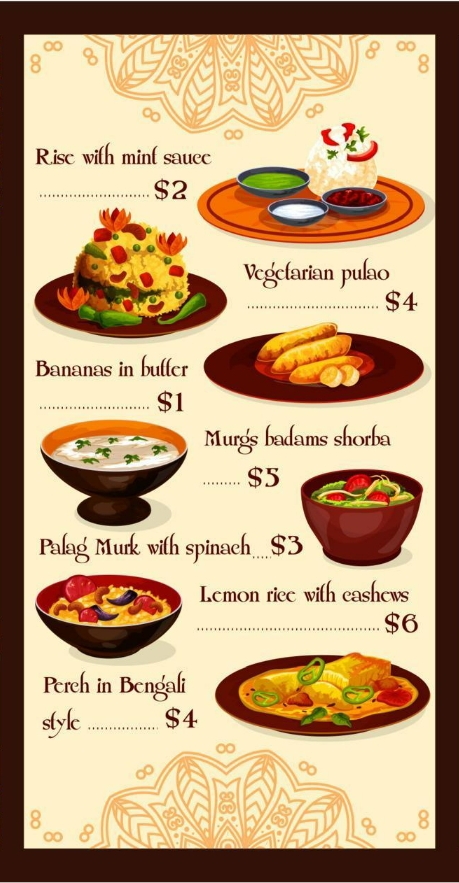 Rise with mint sauce
$2
Vegetarian pulao
$4
Bananas in butter
$1
Murgs badams shorba
$5
Palag Murk with spinach $3
Lemon rice with cashews
$6
Perch in Bengali
style $4